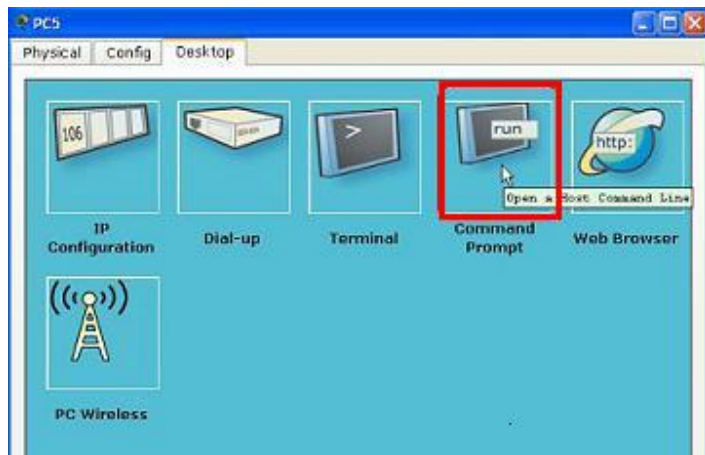 PC5
Physical Config Desktop
106
>
run
http:
Open a Host Command Line
IP
Configuration
Dial-up
Terminal
Command
Prompt
Web Browser
((( )))
PC Wireless